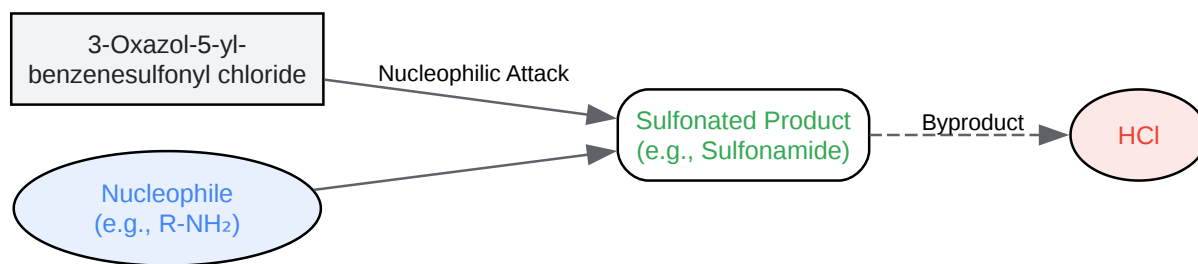 3-Oxazol-5-yl-
benzenesulfonyl chloride
Nucleophilic Attack
Nucleophile
(e.g., R-NH₂)
Sulfonated Product
(e.g., Sulfonamide)
Byproduct
HCl